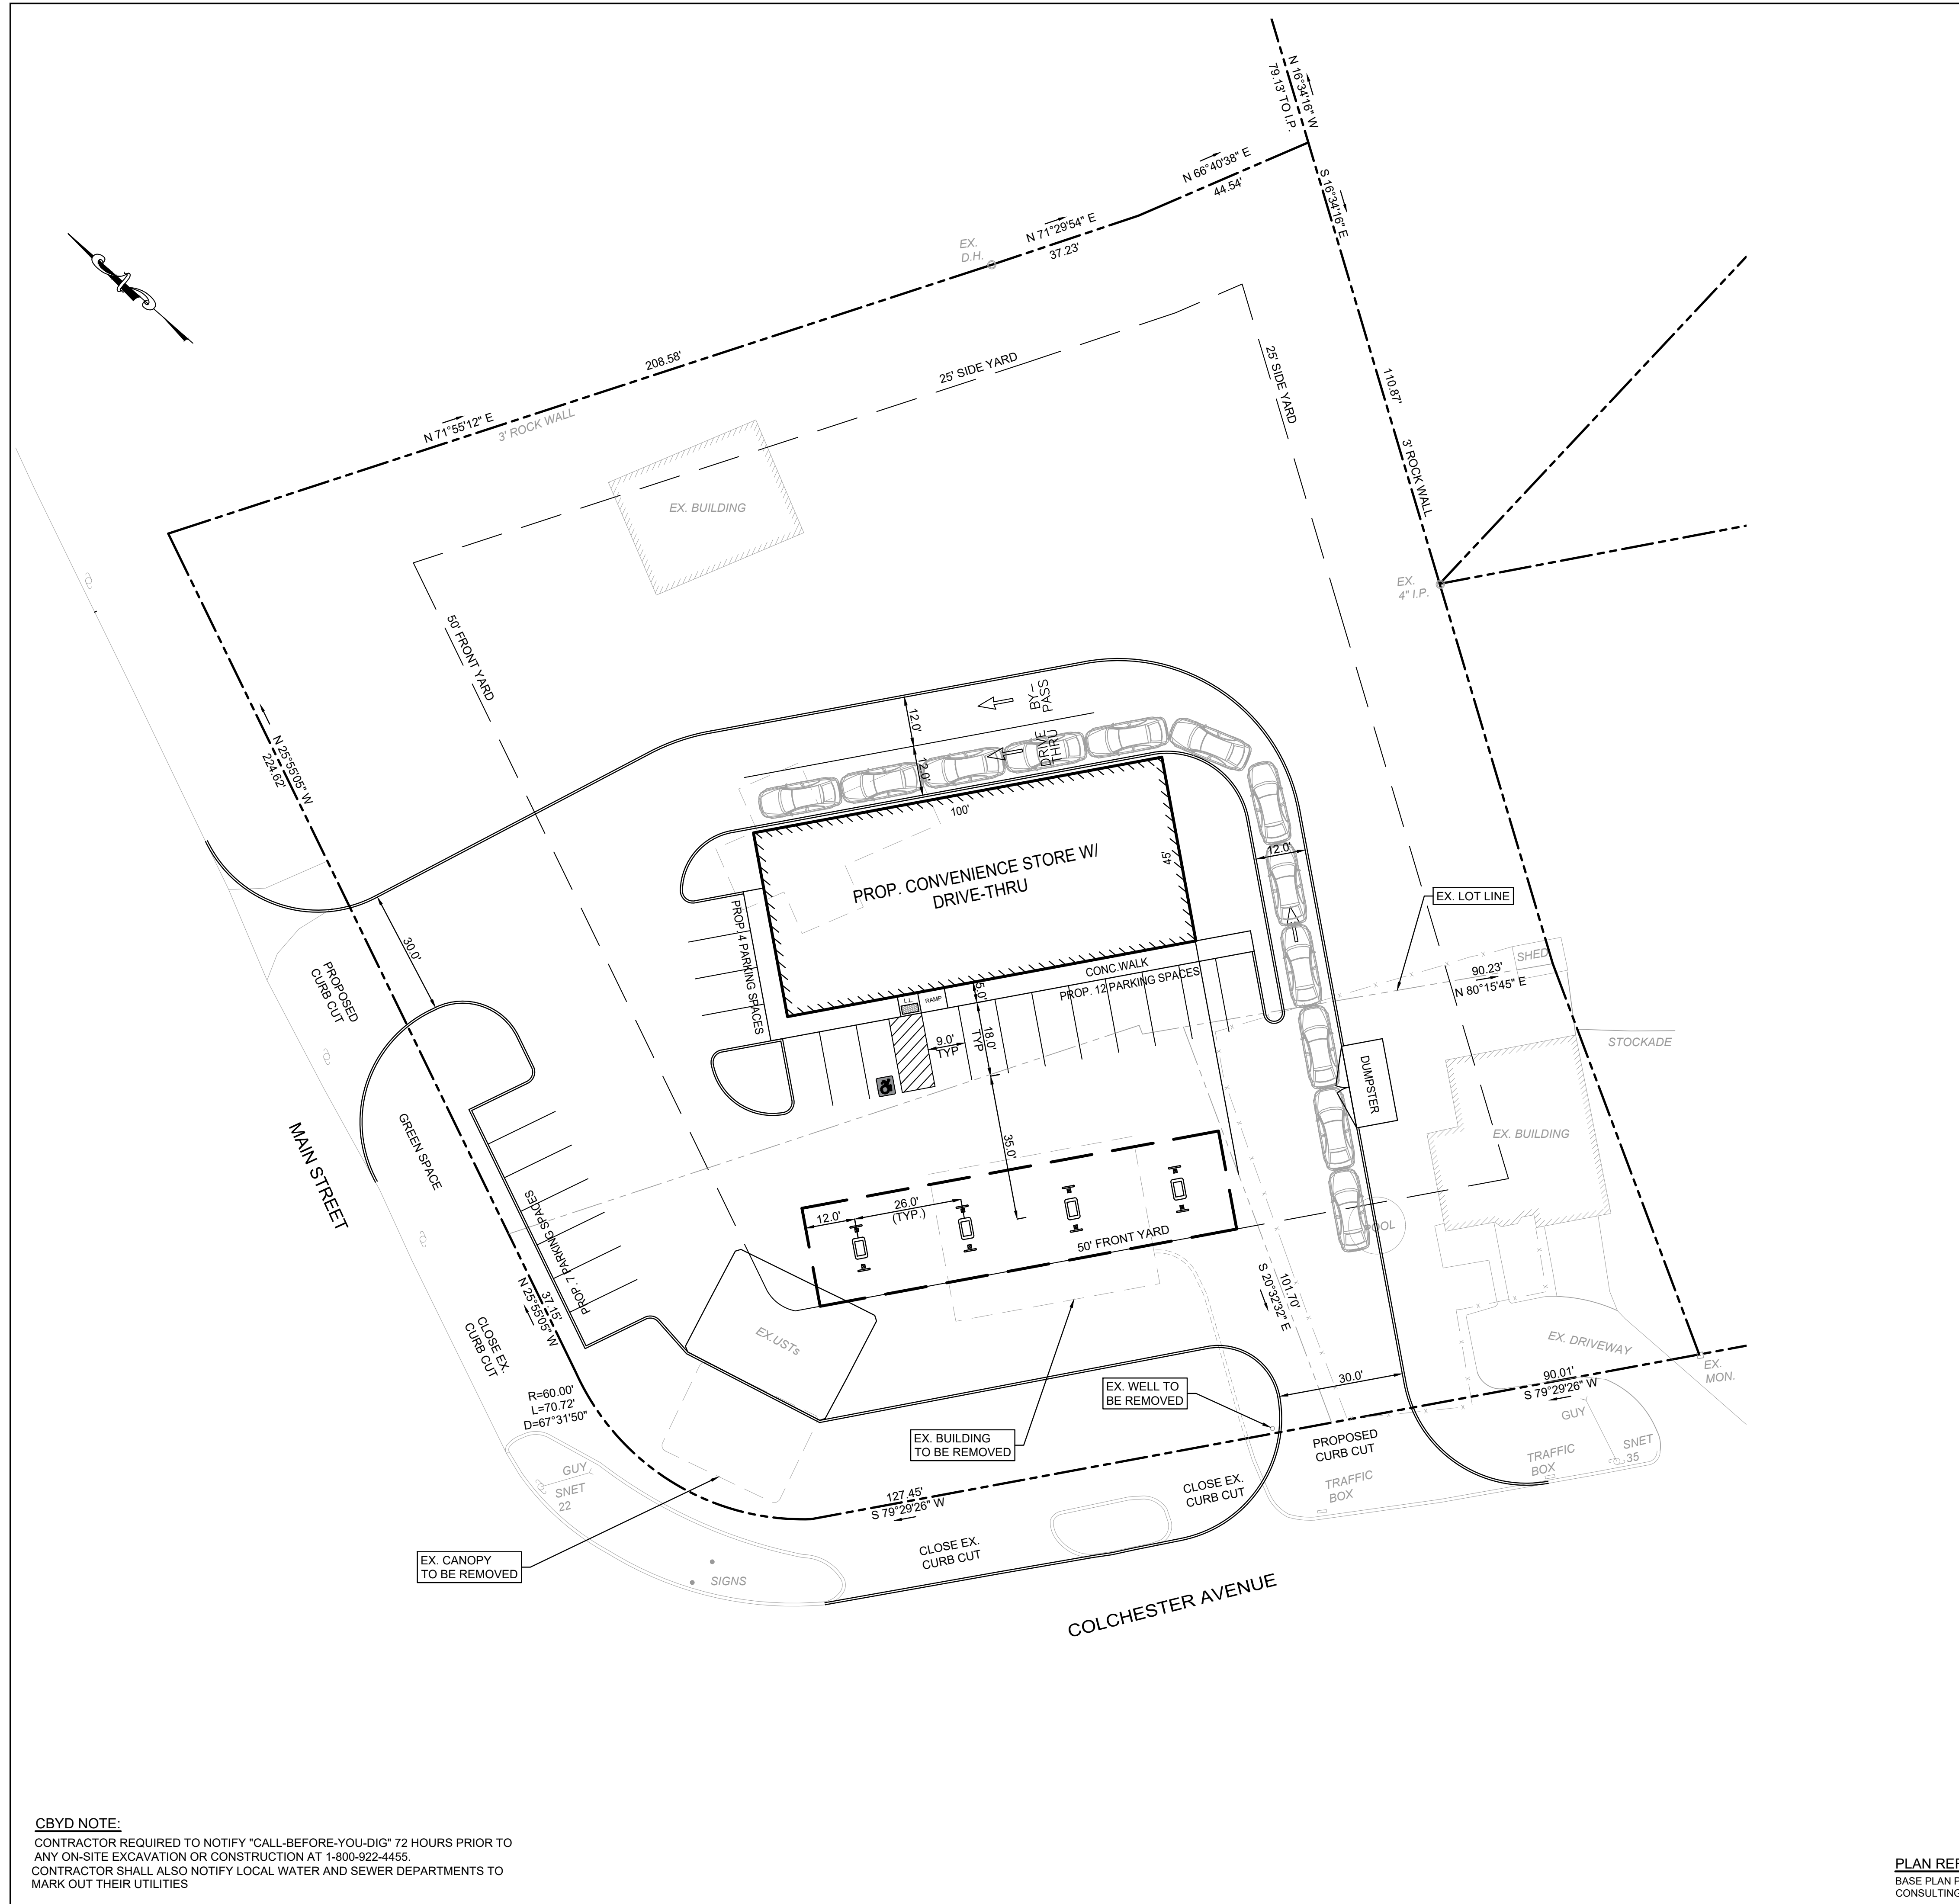 N 16°34'16" W
79.13' TO I.P.
N 66°40'38" E
44.54'
S 16°34'16" E
N 71°29'54" E
37.23'
EX.
D.H.
208.58'
N 71°55'12" E
3' ROCK WALL
25' SIDE YARD
25' SIDE YARD
110.87'
3' ROCK WALL
EX. BUILDING
EX.
4" I.P.
50' FRONT YARD
N 25°55'05" W
224.62'
BY-
PASS
12.0'
DRIVE
THRU
12.0'
100'
45'
12.0'
PROP. CONVENIENCE STORE W/
DRIVE-THRU
EX. LOT LINE
PROP. 4 PARKING SPACES
30.0'
PROPOSED
CURB CUT
CONC.WALK
PROP. 12 PARKING SPACES
L.L.
RAMP
5.0'
18.0'
TYP
9.0'
TYP
SHED
90.23'
N 80°15'45" E
STOCKADE
DUMPSTER
EX. BUILDING
MAIN STREET
GREEN SPACE
35.0'
PROP. 7 PARKING SPACES
12.0'
26.0'
(TYP.)
50' FRONT YARD
POOL
101.70'
S 20°32'32" E
37.15'
N 25°55'05" W
EX.USTs
CLOSE EX.
CURB CUT
R=60.00'
L=70.72'
D=67°31'50"
EX. DRIVEWAY
EX.
MON.
30.0'
90.01'
S 79°29'26" W
EX. WELL TO
BE REMOVED
EX. BUILDING
TO BE REMOVED
PROPOSED
CURB CUT
GUY
SNET
35
TRAFFIC
BOX
TRAFFIC
BOX
GUY
SNET
22
127.45'
S 79°29'26" W
CLOSE EX.
CURB CUT
CLOSE EX.
CURB CUT
EX. CANOPY
TO BE REMOVED
SIGNS
COLCHESTER AVENUE
CBYD NOTE:
CONTRACTOR REQUIRED TO NOTIFY "CALL-BEFORE-YOU-DIG" 72 HOURS PRIOR TO
ANY ON-SITE EXCAVATION OR CONSTRUCTION AT 1-800-922-4455.
CONTRACTOR SHALL ALSO NOTIFY LOCAL WATER AND SEWER DEPARTMENTS TO
MARK OUT THEIR UTILITIES
PLAN
BASE PLAN
CONSULTING